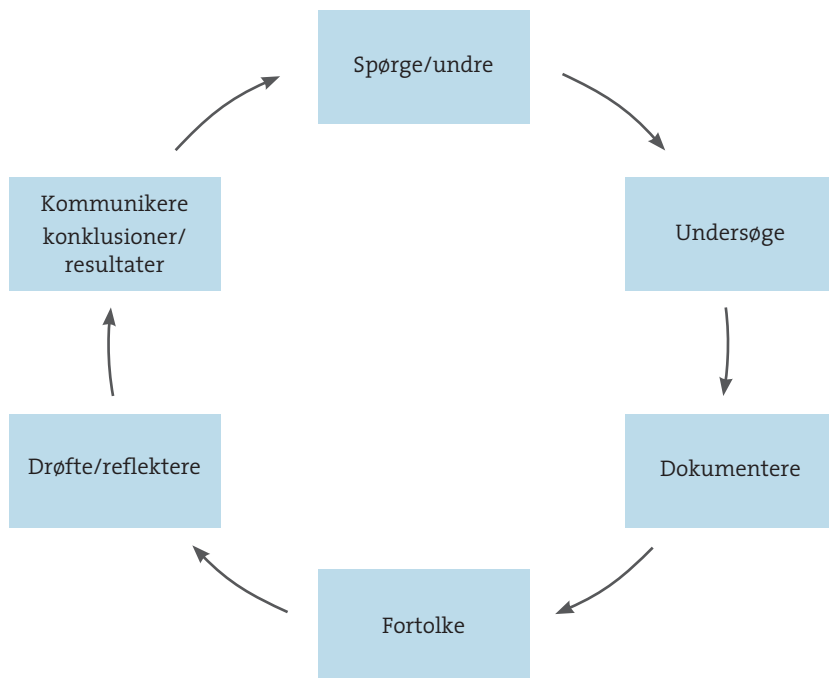 Spørge/undre
Undersøge
Dokumentere
Fortolke
Drøfte/reflektere
Kommunikere
konklusioner/
resultater